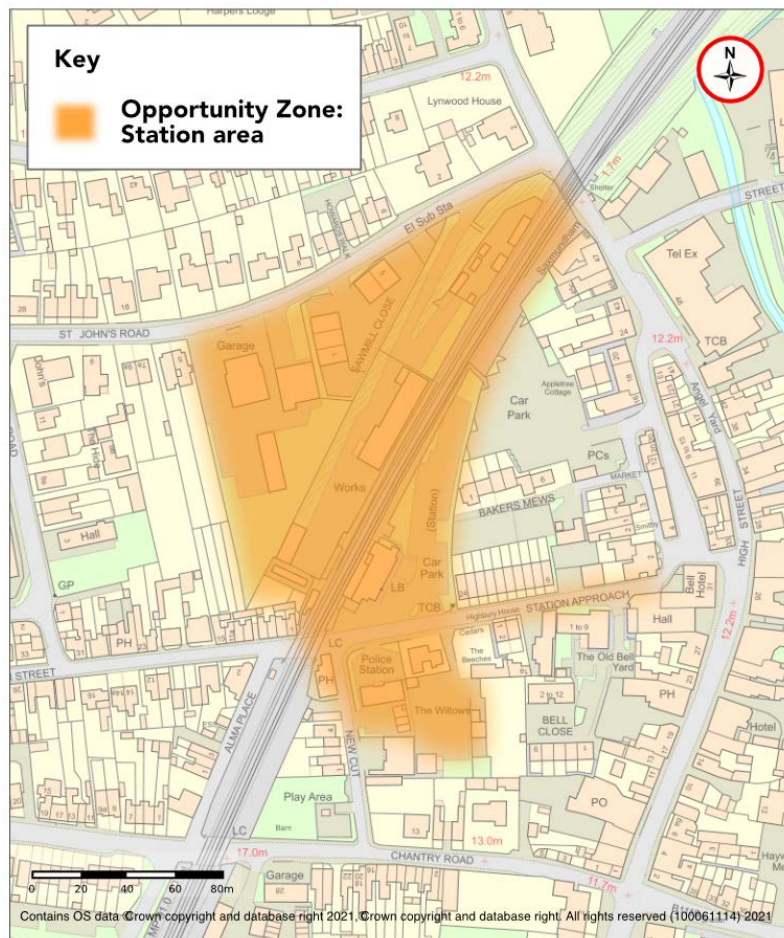 Harpers Lodge
Key
Opportunity Zone:
Station area
N
12.2m
Lynwood House
1.7m
Shelter
STREET
HOWARDS WALK
El Sub Sta
Saxmundham
Tel Ex
TCB
12.2m
ST JOHN'S ROAD
Garage
SAWMILL CLOSE
Car
Park
Appletree
Cottage
Angel Yard
PCs
MARKET
Smithy
Works
(Station)
BAKERS MEWS
HIGH STREET
Hall
GP
PH
Car
Park
LB
TCB
Highbury House
STATION APPROACH
Bell
Hotel
Hall
12.2m
LC
Cedars
The
Beeches
1 to 9
The Old Bell
Yard
PH
Police
Station
PH
The Willows
2 to 12
BELL
CLOSE
Hotel
ESS
ALMA PLACE
NEW CUT
Play Area
Barn
PO
LC
17.0m
13.0m
CHANTRY ROAD
11.7m
Garage
0 20 40 60 80m
Contains OS data © Crown copyright and database right 2021, © Crown copyright and database right. All rights reserved (100061114) 2021